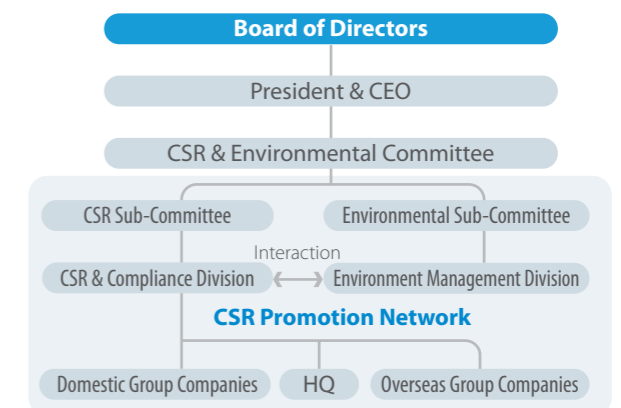 Board of Directors
President & CEO
CSR & Environmental Committee
CSR Sub-Committee
Environmental Sub-Committee
Interaction
CSR & Compliance Division
Environment Management Division
CSR Promotion Network
Domestic Group Companies
HQ
Overseas Group Companies